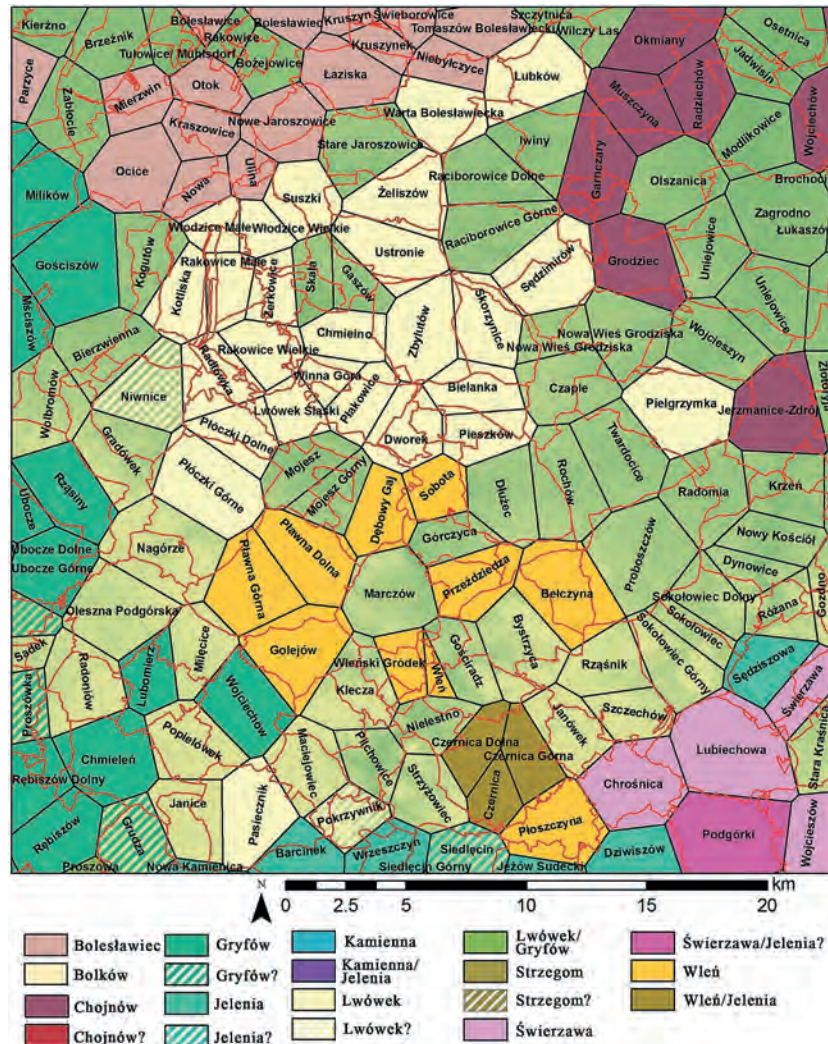 Kierżno
Bolesławice
Bolesławiec
Kruszyn
Świeborowice
Szczytnica
Brzeźnik
Rakowice
Tomaszów Bolesławiecki
Wilczy Las
Okmiany
Osetnica
Tułowice/ Mühlsdorf/
Bożejowice
Kruszynek
Niebylczyce
Jadwisin
Parzyce
Zabłocie
Mierzwin
Otok
Łaziska
Lubków
Muszczyna
Radziechów
Wojciechów
Kraszowice
Nowe Jaroszowice
Warta Bolesławiecka
Modlikowice
Ocice
Stare Jaroszowice
Iwiny
Garnczary
Nowa
Ulina
Raciborowice Dolne
Olszanica
Brochocin
Milików
Suszki
Żeliszów
Zagrodno
Łukaszów
Włodzice Małe
Włodzice Wielkie
Raciborowice Górne
Gościszów
Kogutów
Rakowice Małe
Ustronie
Sędzimirów
Grodziec
Uniejowice
Kotliska
Żerkowice
Skała
Gaszów
Mściszów
Zbylutów
Skorzynice
Uniejowice
Bierzwienna
Chmielno
Nowa Wieś Grodziska
Nowa Wieś Grodziska
Wojcieszyn
Radłówka
Rakowice Wielkie
Wolbromów
Niwnice
Winna Góra
Bielanka
Czaple
Pielgrzymka
Złotoryja
Jerzmanice-Zdrój
Lwówek Śląski
Płakowice
Gradówek
Płóczki Dolne
Dworek
Pieszków
Twardocice
Rząsiny
Płóczki Górne
Mojesz
Mojesz Górny
Sobota
Dłużec
Rochów
Radomia
Krzeń
Ubocze
Dębowy Gaj
Nowy Kościół
Ubocze Dolne
Ubocze Górne
Nagórze
Pławna Dolna
Górczyca
Proboszczów
Pławna Górna
Marczów
Przeździedza
Bełczyna
Dynowice
Gozdno
Oleszna Podgórska
Sokołowiec Dolny
Różana
Sądek
Milęcice
Golejów
Wleński Gródek
Wleń
Gościradz
Bystrzyca
Rząśnik
Sokołowiec
Sokołowiec Górny
Sędziszowa
Świerzawa
Proszówka
Radoniów
Lubomierz
Wojciechów
Klecza
Popielówek
Nielestno
Janówek
Szczechów
Stara Kraśnica
Chmieleń
Maciejowiec
Pilchowice
Czernica Dolna
Czernica Górna
Lubiechowa
Rębiszów Dolny
Janice
Pasiecznik
Strzyżowiec
Czernica
Chrośnica
Rębiszów
Grudza
Pokrzywnik
Płoszczyna
Podgórki
Wojcieszów
Proszowa
Nowa Kamienica
Barcinek
Wrzeszczyn
Siedlęcin
Siedlęcin Górny
Jeżów Sudecki
Dziwiszów
N
km
0
2.5
5
10
15
20
Bolesławiec
Bolków
Chojnów
Chojnów?
Gryfów
Gryfów?
Jelenia
Jelenia?
Kamienna
Kamienna/
Jelenia
Lwówek
Lwówek?
Lwówek/
Gryfów
Strzegom
Strzegom?
Świerzawa
Świerzawa/Jelenia?
Wleń
Wleń/Jelenia